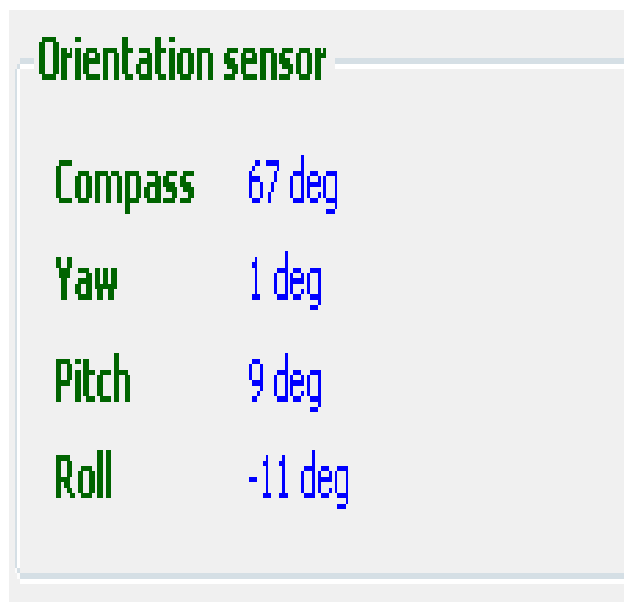 Orientation sensor
Compass 67 deg
Yaw 1 deg
Pitch 9 deg
Roll -11 deg